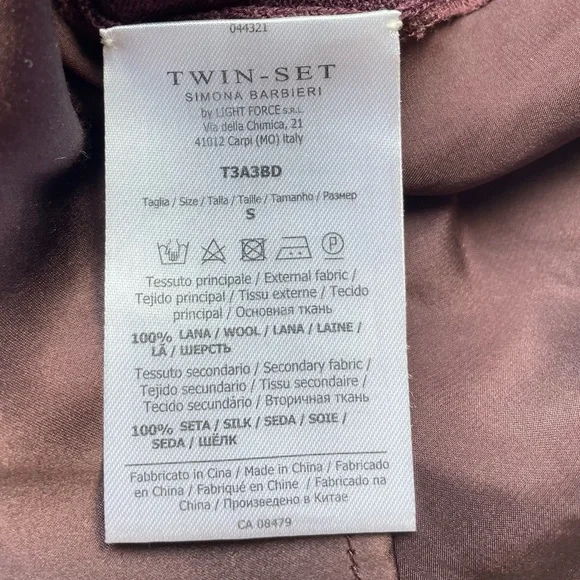 044321
TWIN-SET
SIMONA BARBIERI
by LIGHT FORCE S.R.L.
Via della Chimica, 21
41012 Carpi (MO) Italy
T3A3BD
Taglia / Size / Talla / Taille / Tamanho / Размер
S
P
Tessuto principale / External fabric /
Tejido principal / Tissu externe / Tecido
principal / Основная ткань
100% LANA / WOOL / LANA / LAINE /
LÃ / ШЕРСТЬ
Tessuto secondario / Secondary fabric /
Tejido secundario / Tissu secondaire /
Tecido secundàrio / Вторичная ткань
100% SETA / SILK / SEDA / SOIE /
SEDA / ШЁЛК
Fabbricato in Cina / Made in China / Fabricado
en China / Fabriqué en Chine / Fabricado na
China / Произведено в Китае
CA 08479